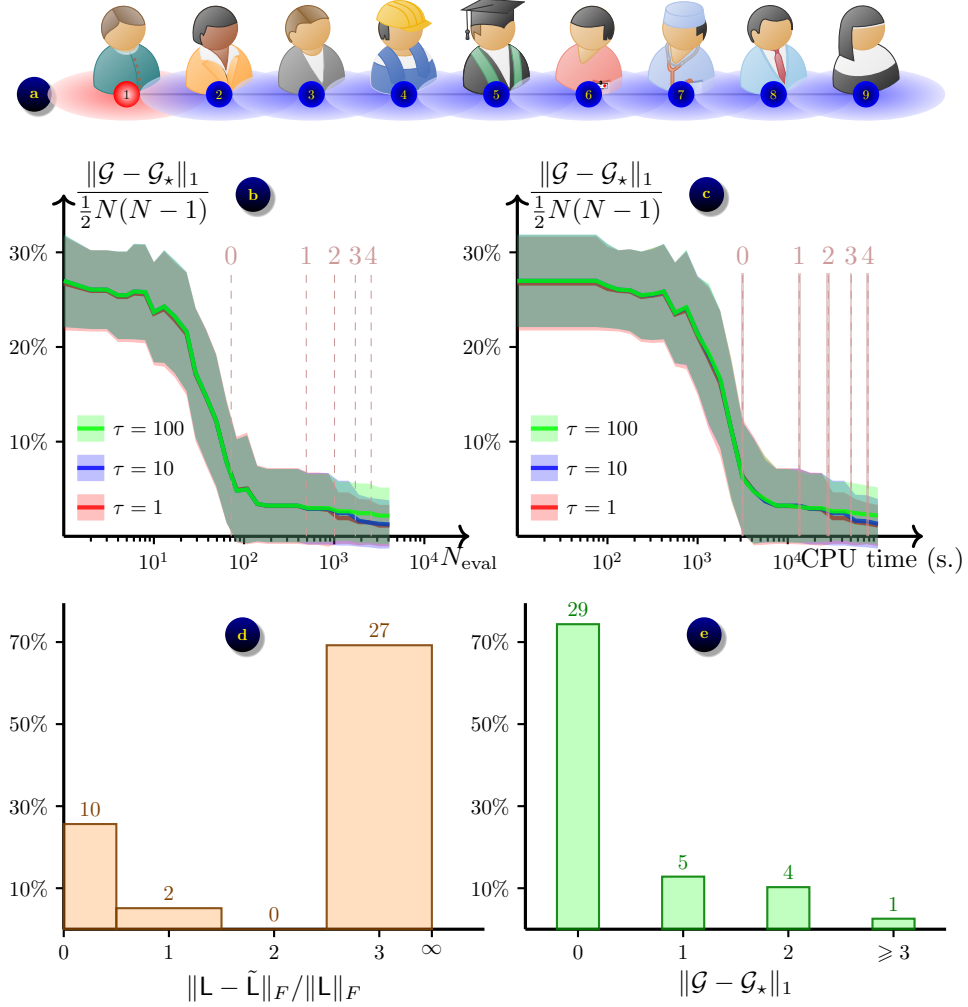 a
1 2 3 4 5 6 7 8 9
‖𝒢 − 𝒢⋆‖₁
½N(N − 1)
b
30%
20%
10%
0 1 2 3 4
τ = 100
τ = 10
τ = 1
10¹ 10² 10³ 10⁴
N_eval
‖𝒢 − 𝒢⋆‖₁
½N(N − 1)
c
30%
20%
10%
0 1 2 3 4
τ = 100
τ = 10
τ = 1
10² 10³ 10⁴
CPU time (s.)
d
70%
50%
30%
10%
10 2 0 27
0 1 2 3 ∞
‖L − L̃‖_F/‖L‖_F
e
70%
50%
30%
10%
29 5 4 1
0 1 2 ⩾ 3
‖𝒢 − 𝒢⋆‖₁